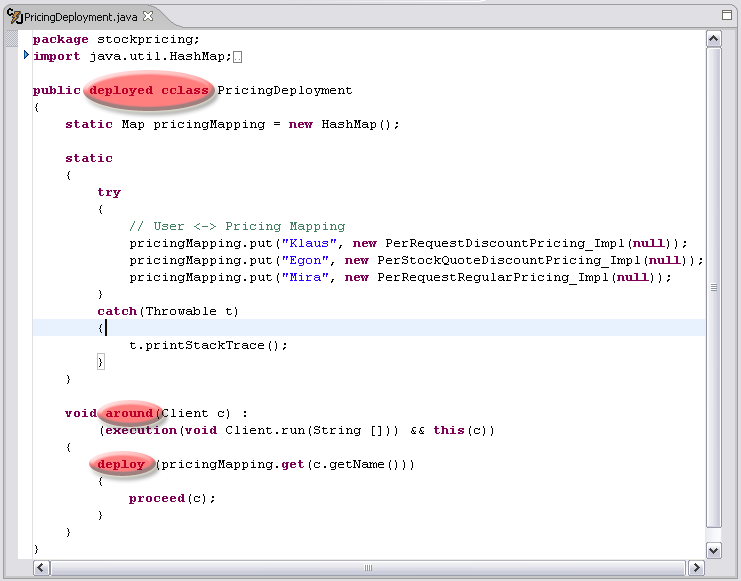 PricingDeployment.java
package stockpricing;
import java.util.HashMap;
public deployed cclass PricingDeployment
{
static Map pricingMapping = new HashMap();
static
{
try
{
// User <-> Pricing Mapping
pricingMapping.put("Klaus", new PerRequestDiscountPricing_Impl(null));
pricingMapping.put("Egon", new PerStockQuoteDiscountPricing_Impl(null));
pricingMapping.put("Mira", new PerRequestRegularPricing_Impl(null));
}
catch(Throwable t)
{
t.printStackTrace();
}
}
void around(Client c) :
(execution(void Client.run(String [])) && this(c))
{
deploy (pricingMapping.get(c.getName()))
{
proceed(c);
}
}
}